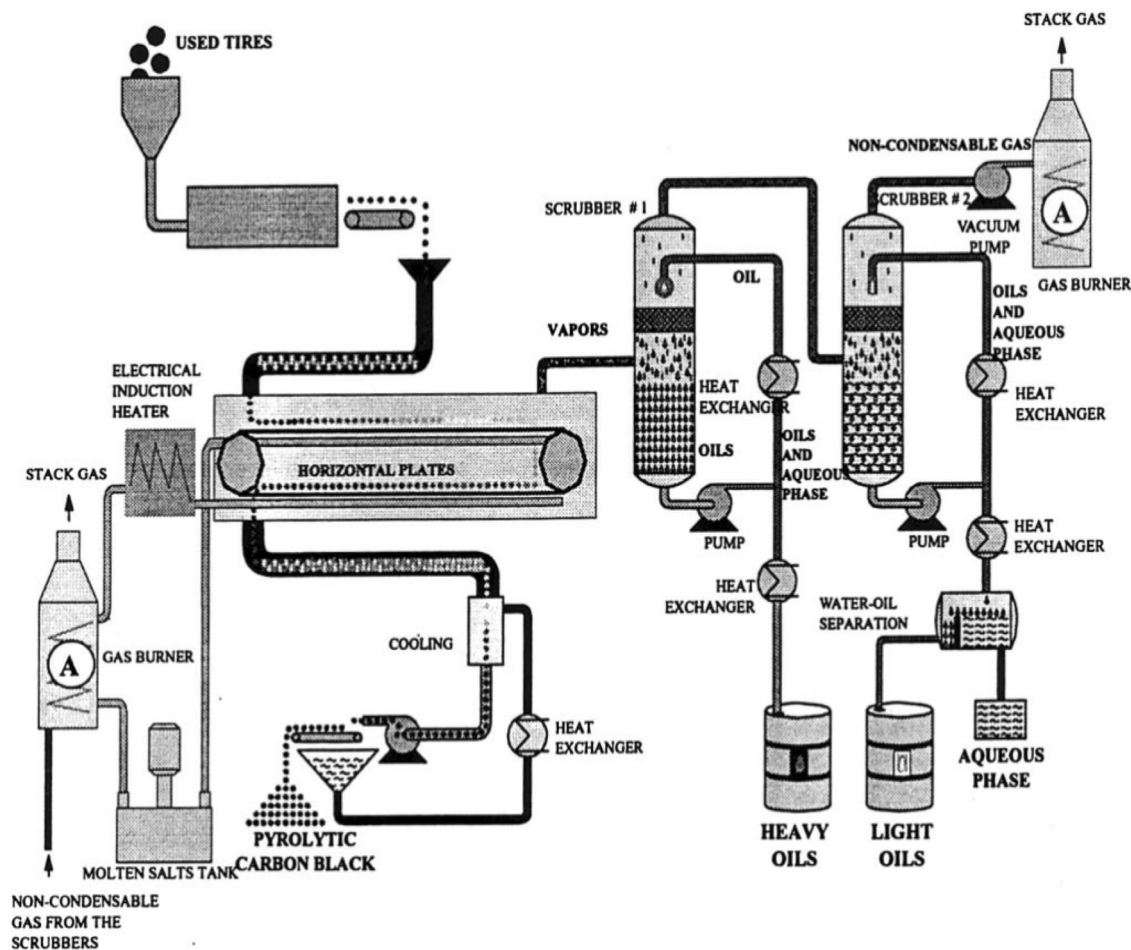 STACK GAS
USED TIRES
NON-CONDENSABLE GAS
A
SCRUBBER # 1
SCRUBBER # 2
VACUUM
PUMP
GAS BURNER
OIL
OILS
AND
AQUEOUS
PHASE
VAPORS
HEAT
EXCHANGER
HEAT
EXCHANGER
ELECTRICAL
INDUCTION
HEATER
OILS
OILS
AND
AQUEOUS
PHASE
HORIZONTAL PLATES
STACK GAS
PUMP
PUMP
HEAT
EXCHANGER
HEAT
EXCHANGER
WATER-OIL
SEPARATION
COOLING
GAS BURNER
A
HEAT
EXCHANGER
AQUEOUS
PHASE
PYROLYTIC
CARBON BLACK
HEAVY
OILS
LIGHT
OILS
MOLTEN SALTS TANK
NON-CONDENSABLE
GAS FROM THE
SCRUBBERS